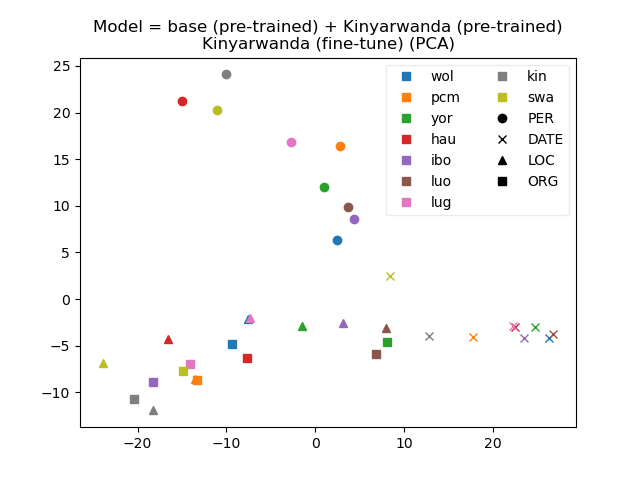 Model = base (pre-trained) + Kinyarwanda (pre-trained)
Kinyarwanda (fine-tune) (PCA)
25
20
15
10
5
0
−5
−10
−20
−10
0
10
20
wol
pcm
yor
hau
ibo
luo
lug
kin
swa
PER
DATE
LOC
ORG